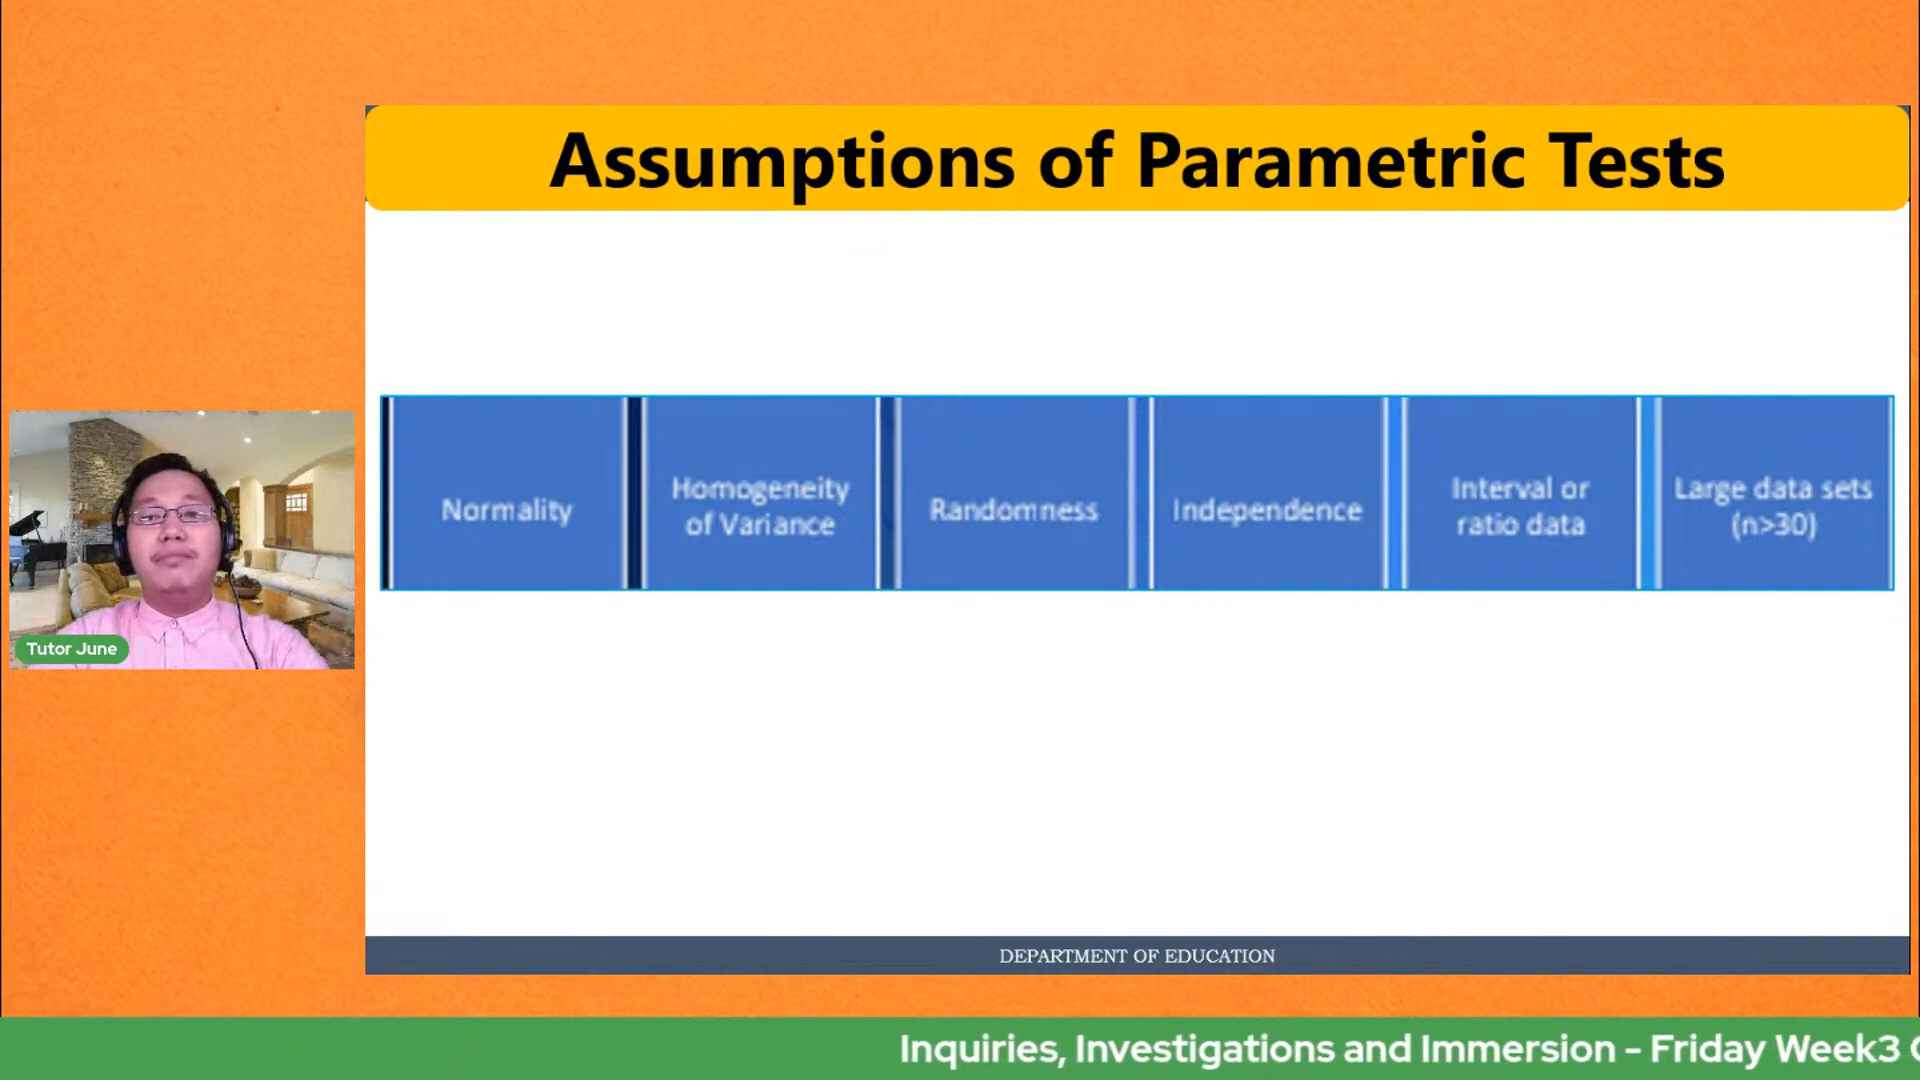 Assumptions of Parametric Tests
Normality
Homogeneity
of Variance
Randomness
Independence
Interval or
ratio data
Large data sets
(n>30)
Tutor June
DEPARTMENT OF EDUCATION
Inquiries, Investigations and Immersion - Friday Week3